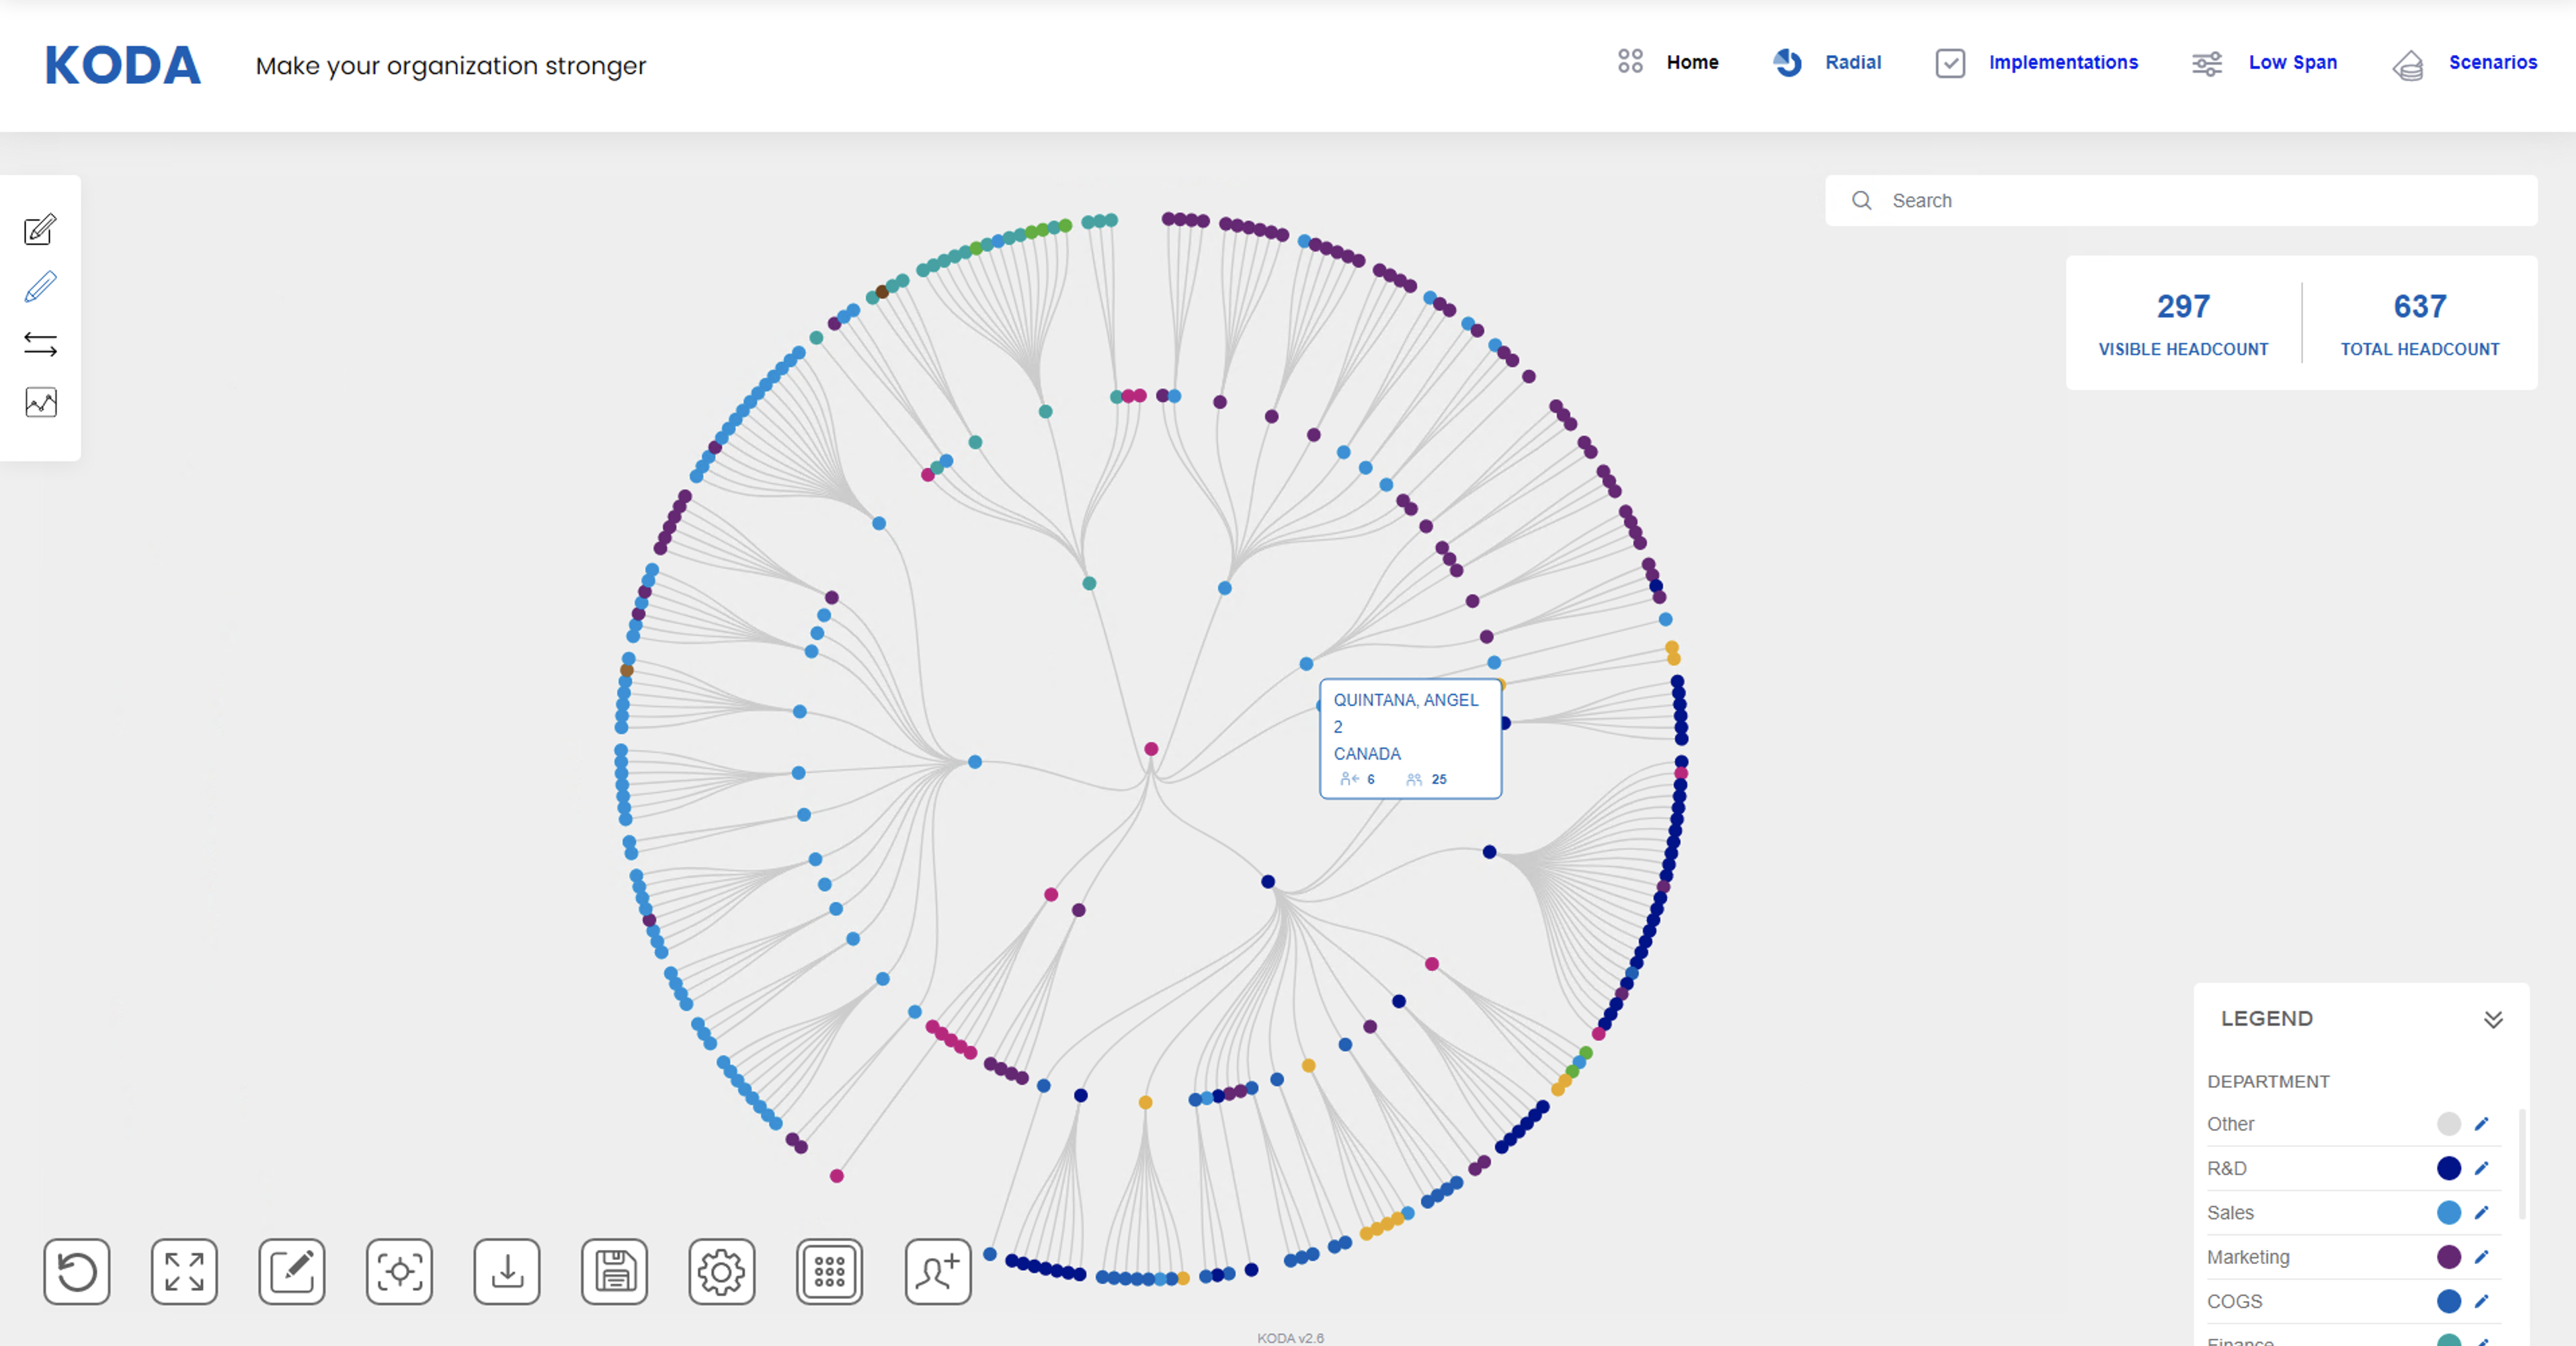 KODA
Make your organization stronger
Home
Radial
Implementations
Low Span
Scenarios
Search
297
VISIBLE HEADCOUNT
637
TOTAL HEADCOUNT
QUINTANA, ANGEL
2
CANADA
6 25
LEGEND
DEPARTMENT
Other
R&D
Sales
Marketing
COGS
Finance
KODA v2.6